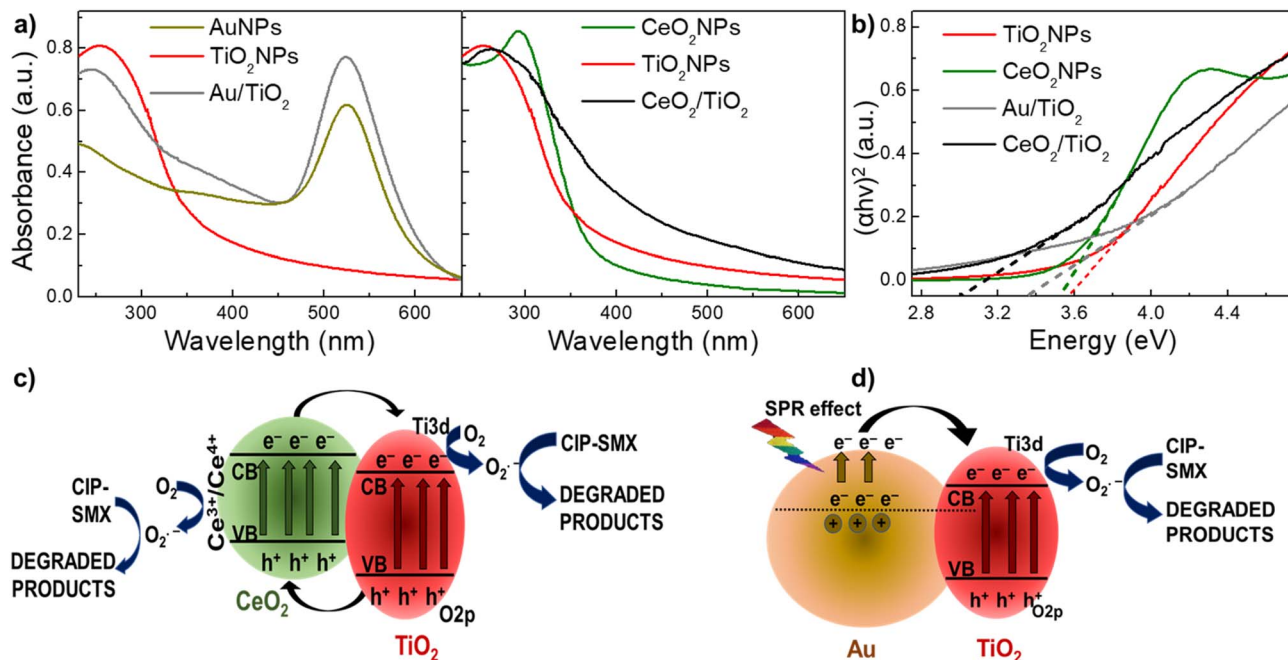 a)
Absorbance (a.u.)
0.8
0.6
0.4
0.2
0.0
AuNPs
TiO₂NPs
Au/TiO₂
300
400
500
600
Wavelength (nm)
CeO₂NPs
TiO₂NPs
CeO₂/TiO₂
300
400
500
600
Wavelength (nm)
b)
(αhν)² (a.u.)
0.8
0.6
0.4
0.2
0.0
TiO₂NPs
CeO₂NPs
Au/TiO₂
CeO₂/TiO₂
2.8
3.2
3.6
4.0
4.4
Energy (eV)
c)
CIP-
SMX
O₂
O₂·⁻
DEGRADED
PRODUCTS
Ce³⁺/Ce⁴⁺
e⁻ e⁻ e⁻
CB
VB
h⁺ h⁺ h⁺
CeO₂
Ti3d
e⁻ e⁻ e⁻
CB
VB
h⁺ h⁺ h⁺
O2p
TiO₂
O₂
O₂·⁻
CIP-SMX
DEGRADED
PRODUCTS
d)
SPR effect
e⁻ e⁻ e⁻
e⁻ e⁻ e⁻
+ + +
Au
Ti3d
e⁻ e⁻ e⁻
CB
VB
h⁺ h⁺ h⁺
O2p
TiO₂
O₂
O₂·⁻
CIP-
SMX
DEGRADED
PRODUCTS